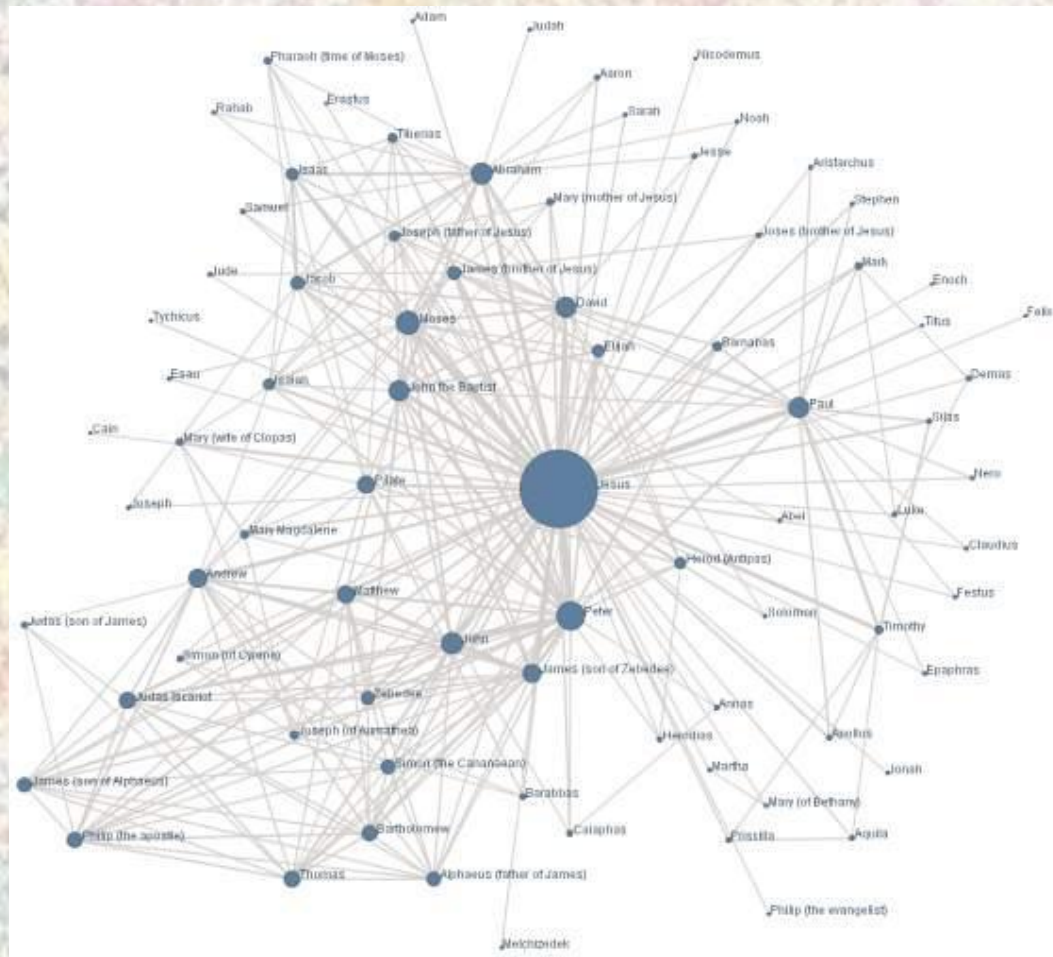 Adam
Judah
Pharaoh (time of Moses)
Nicodemus
Aaron
Rahab
Erastus
Sarah
Noah
Tiberias
Jesse
Isaac
Abraham
Aristarchus
Samuel
Mary (mother of Jesus)
Stephen
Joseph (father of Jesus)
Joses (brother of Jesus)
Jude
James (brother of Jesus)
Mark
Jacob
Enoch
David
Tychicus
Moses
Titus
Felix
Elijah
Barnabas
Esau
Isaiah
John the Baptist
Demas
Paul
Silas
Cain
Mary (wife of Clopas)
Pilate
Jesus
Nero
Joseph
Abel
Luke
Mary Magdalene
Claudius
Andrew
Herod (Antipas)
Matthew
Festus
Judas (son of James)
Peter
Solomon
Timothy
John
Simon (of Cyrene)
James (son of Zebedee)
Epaphras
Judas Iscariot
Zebedee
Annas
Joseph (of Arimathea)
Herodias
Apollos
Simon (the Cananaean)
Martha
Jonah
James (son of Alphaeus)
Barabbas
Mary (of Bethany)
Philip (the apostle)
Bartholomew
Caiaphas
Priscilla
Aquila
Thomas
Alphaeus (father of James)
Philip (the evangelist)
Melchizedek